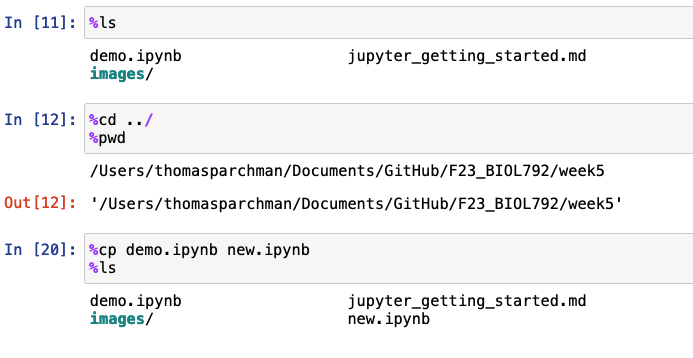 In [11]: %ls
demo.ipynb jupyter_getting_started.md
images/
In [12]: %cd ../
%pwd
/Users/thomasparchman/Documents/GitHub/F23_BIOL792/week5
Out[12]: '/Users/thomasparchman/Documents/GitHub/F23_BIOL792/week5'
In [20]: %cp demo.ipynb new.ipynb
%ls
demo.ipynb jupyter_getting_started.md
images/ new.ipynb